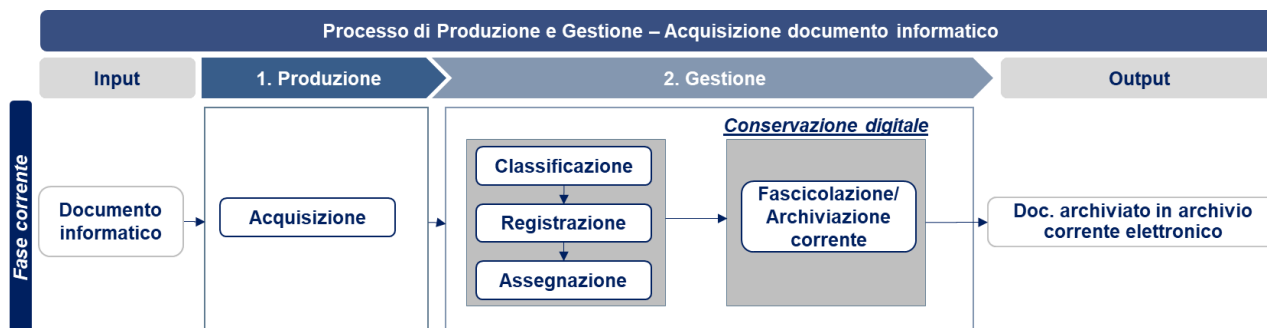 Processo di Produzione e Gestione – Acquisizione documento informatico
Input
1. Produzione
2. Gestione
Output
Fase corrente
Documento
informatico
Acquisizione
Classificazione
Registrazione
Assegnazione
Conservazione digitale
Fascicolazione/
Archiviazione
corrente
Doc. archiviato in archivio
corrente elettronico